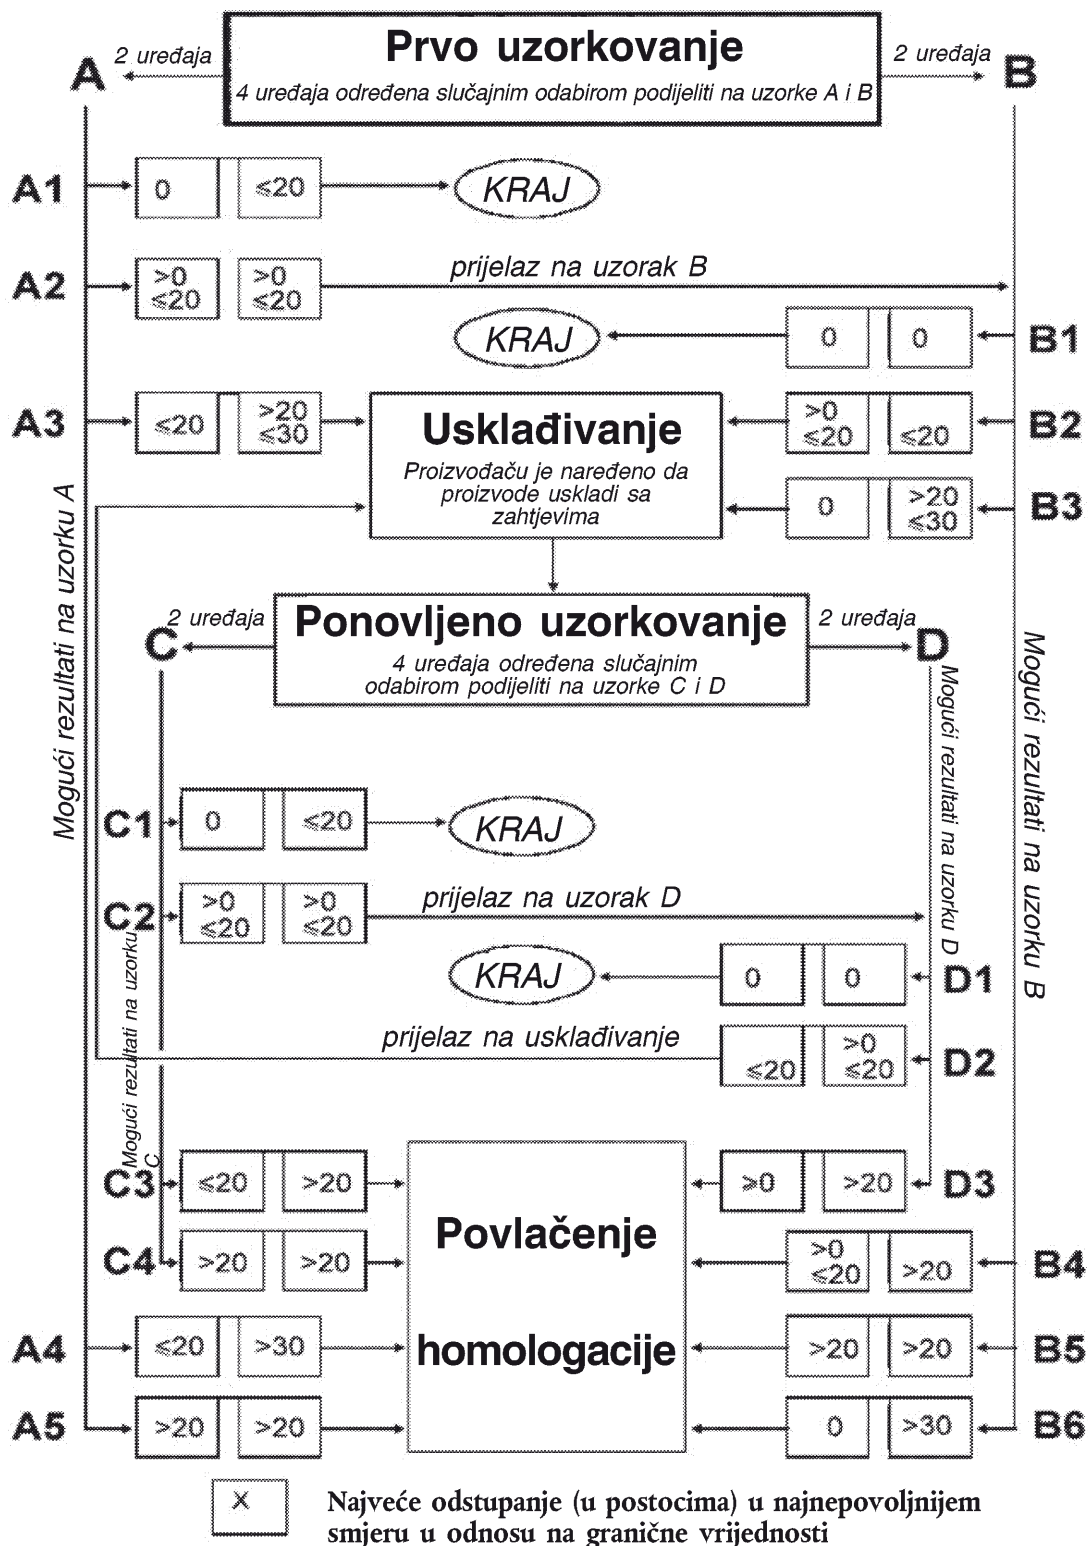 Prvo uzorkovanje
4 uređaja određena slučajnim odabirom podijeliti na uzorke A i B
2 uređaja
2 uređaja
A
B
A1
0
≤20
KRAJ
A2
>0
≤20
>0
≤20
prijelaz na uzorak B
KRAJ
0
0
B1
A3
≤20
>20
≤30
Usklađivanje
Proizvođaču je naređeno da
proizvode uskladi sa
zahtjevima
>0
≤20
≤20
B2
0
>20
≤30
B3
Mogući rezultati na uzorku A
Mogući rezultati na uzorku B
2 uređaja
2 uređaja
C
D
Ponovljeno uzorkovanje
4 uređaja određena slučajnim
odabirom podijeliti na uzorke C i D
Mogući rezultati na uzorku D
C1
0
≤20
KRAJ
C2
>0
≤20
>0
≤20
prijelaz na uzorak D
Mogući rezultati na uzorku
C
KRAJ
0
0
D1
prijelaz na usklađivanje
≤20
>0
≤20
D2
C3
≤20
>20
Povlačenje
homologacije
≥0
>20
D3
C4
>20
>20
>0
≤20
>20
B4
A4
≤20
>30
>20
>20
B5
A5
>20
>20
0
>30
B6
X
Najveće odstupanje (u postocima) u najnepovoljnijem
smjeru u odnosu na granične vrijednosti